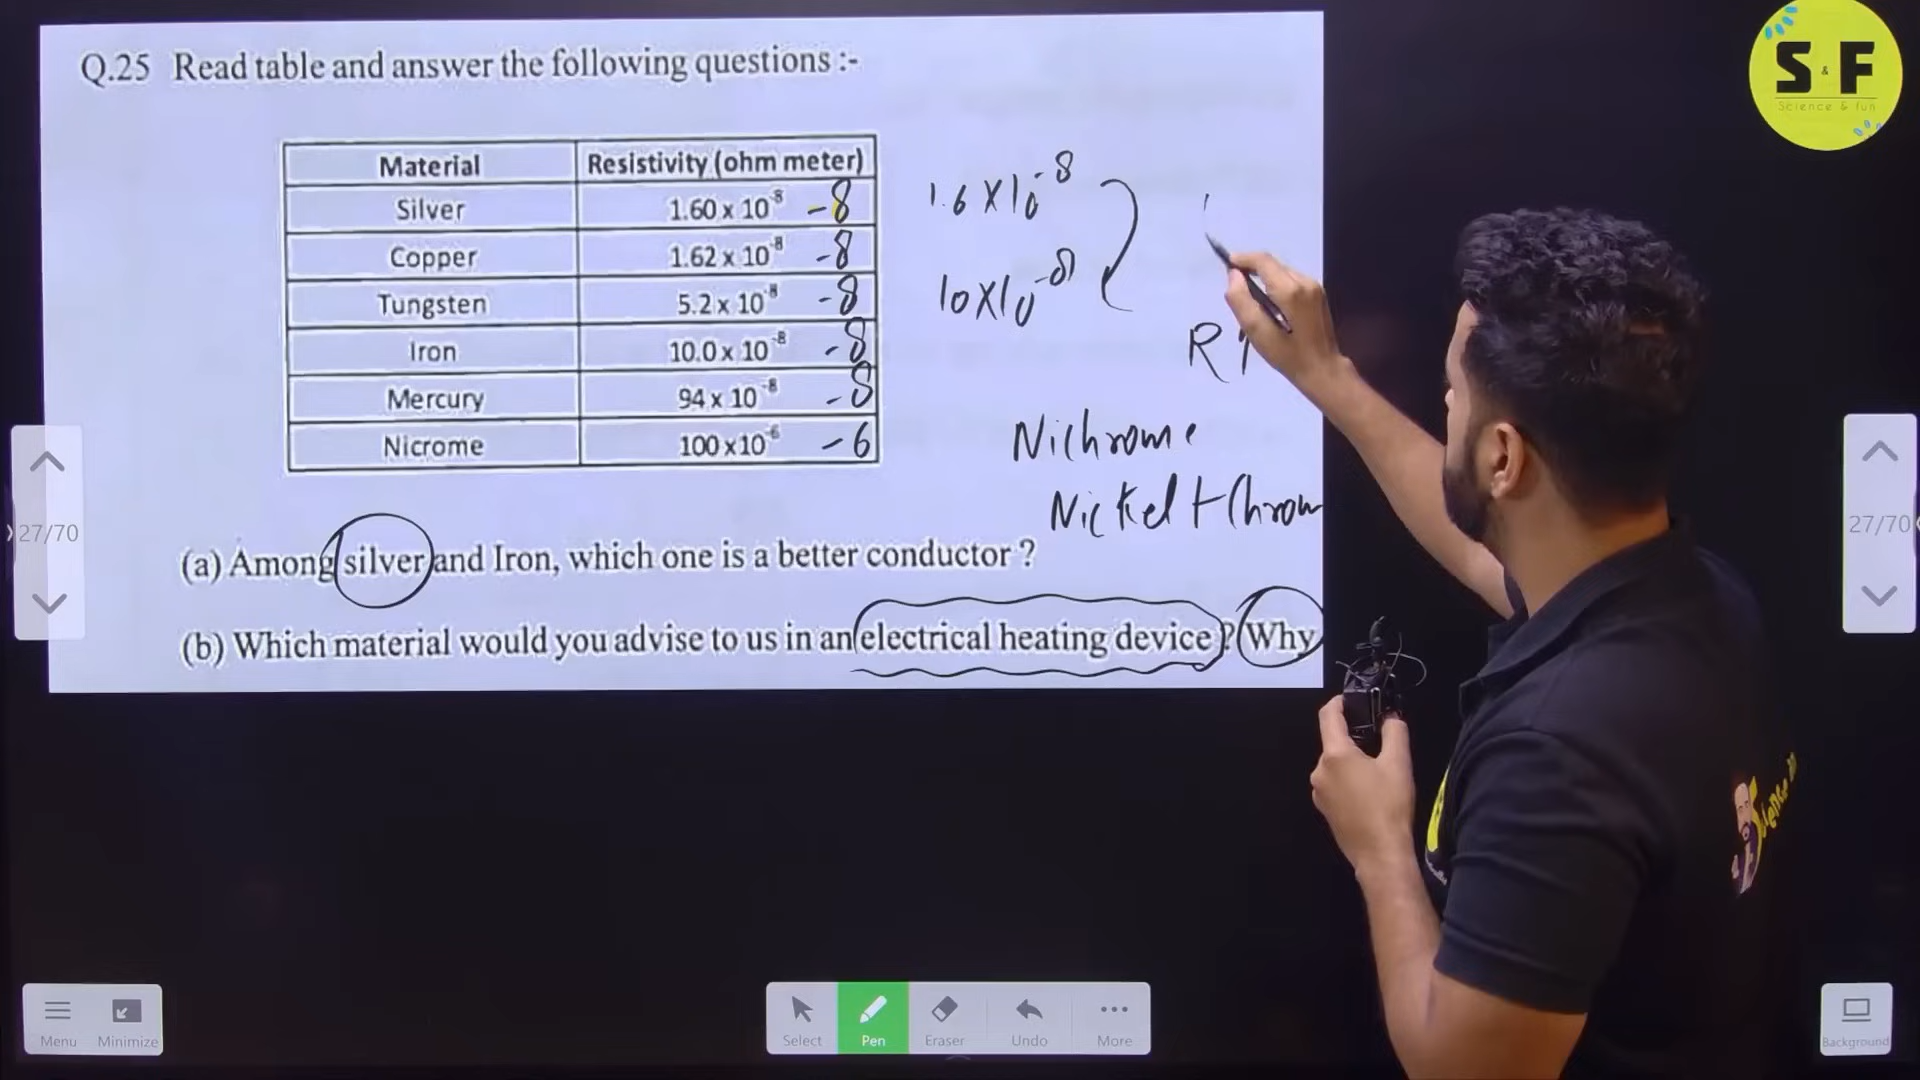 S & F
Science & fun
Q.25 Read table and answer the following questions :-
Material Resistivity (ohm meter)
Silver 1.60 x 10⁻⁸ -8
Copper 1.62 x 10⁻⁸ -8
Tungsten 5.2 x 10⁻⁸ -8
Iron 10.0 x 10⁻⁸ -8
Mercury 94 x 10⁻⁸ -8
Nicrome 100 x10⁻⁶ -6
1.6 X 10⁻⁸
10 X 10⁻⁸
R↑
Nichrome
Nickel + Chrom
(a) Among silver and Iron, which one is a better conductor ?
(b) Which material would you advise to us in an electrical heating device ? Why
27/70
27/70
Menu
Minimize
Select
Pen
Eraser
Undo
More
Background